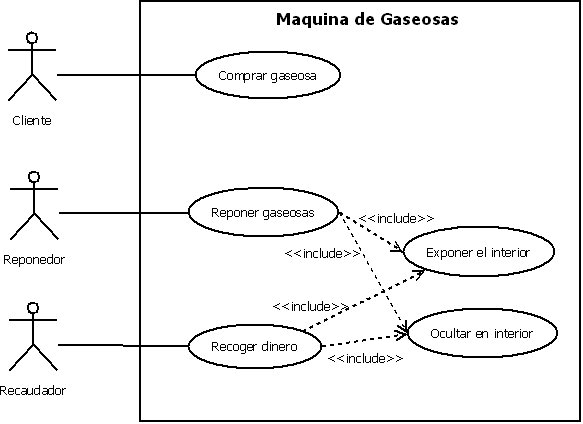 Maquina de Gaseosas
Comprar gaseosa
Cliente
Reponer gaseosas
<<include>>
Exponer el interior
<<include>>
Reponedor
<<include>>
Ocultar en interior
Recoger dinero
<<include>>
Recaudador